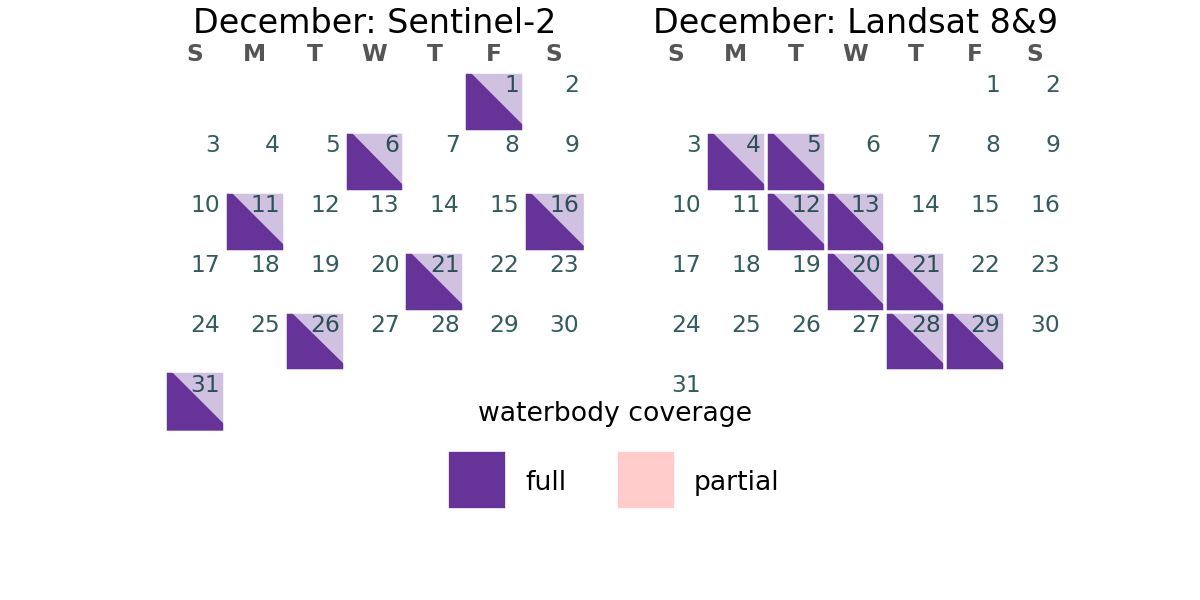 December: Sentinel-2
S M T W T F S
1 2
3 4 5 6 7 8 9
10 11 12 13 14 15 16
17 18 19 20 21 22 23
24 25 26 27 28 29 30
31
December: Landsat 8&9
S M T W T F S
1 2
3 4 5 6 7 8 9
10 11 12 13 14 15 16
17 18 19 20 21 22 23
24 25 26 27 28 29 30
31
waterbody coverage
full partial